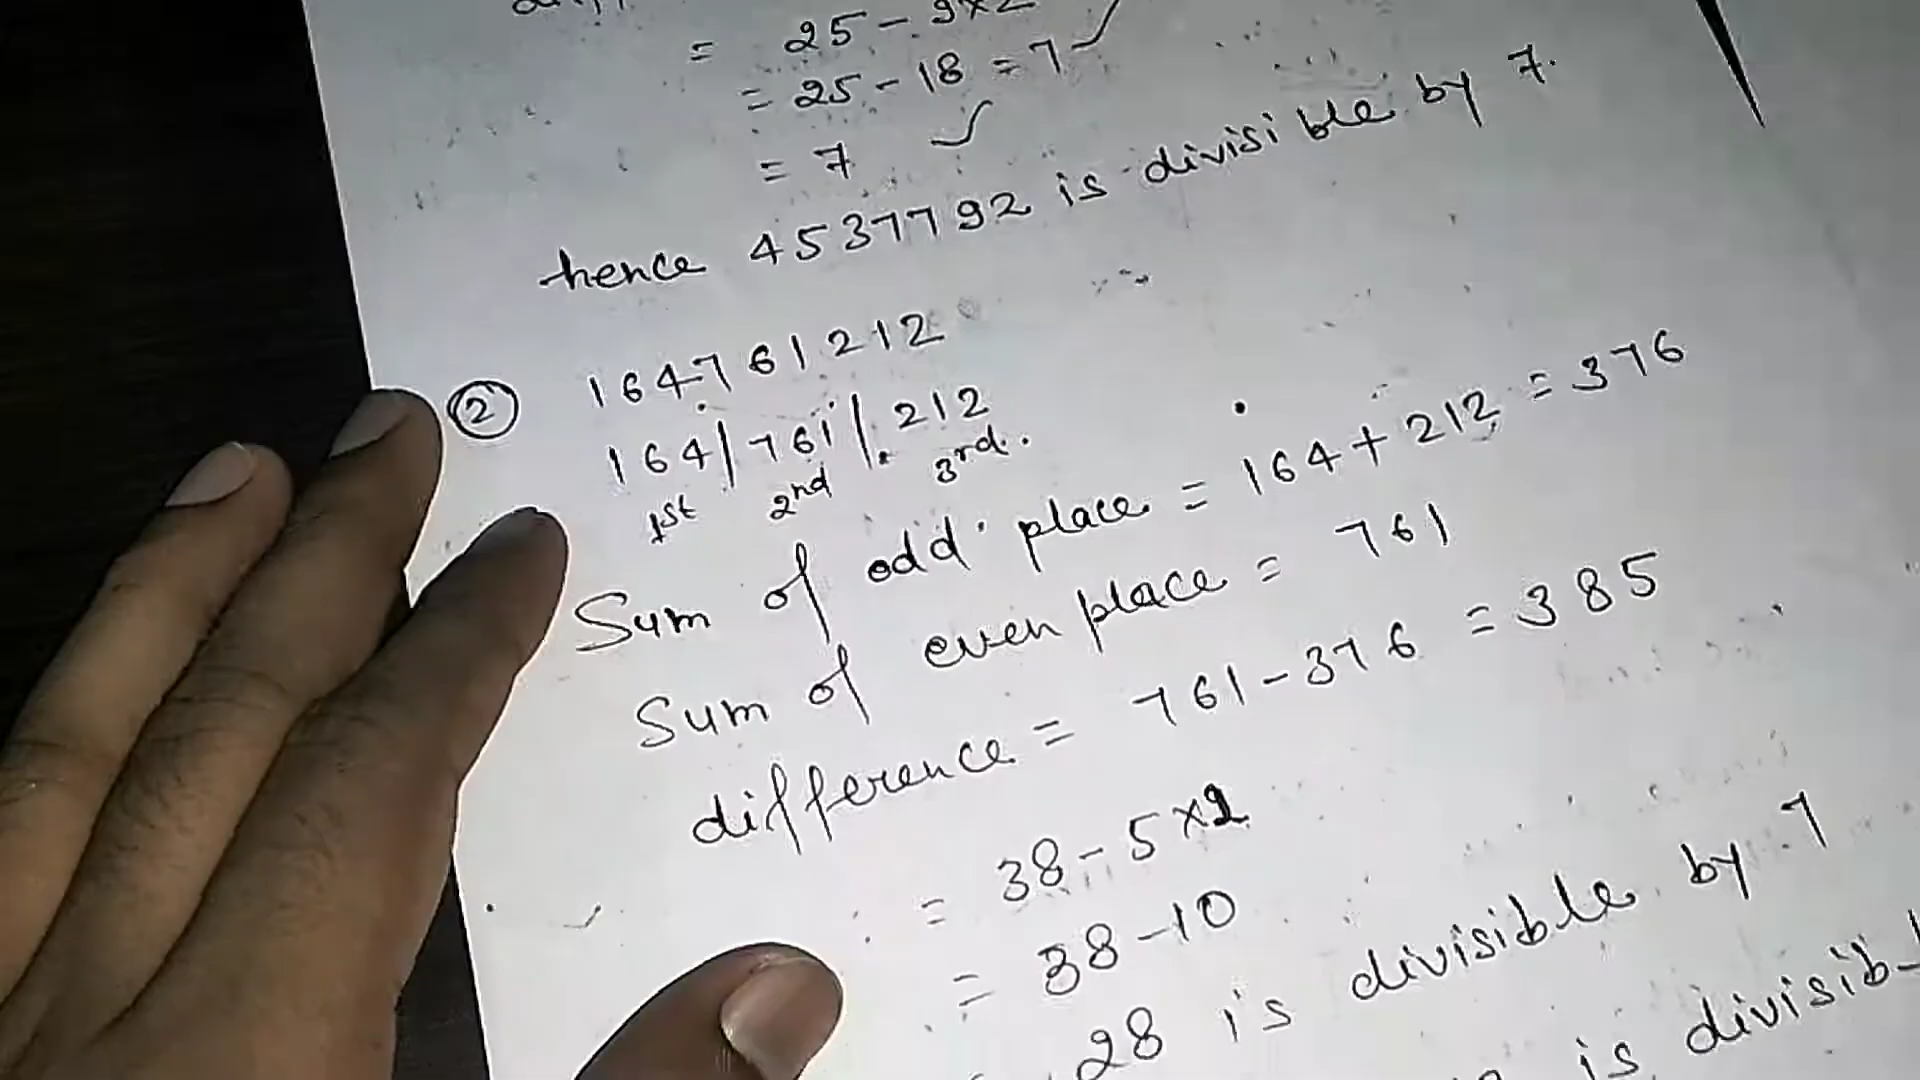 = 25 - 9×2
= 25 - 18 = 7
= 7
hence 4537792 is divisible by 7.
② 164761212
164 | 761 | 212
1st 2nd 3rd.
Sum of odd place = 164 + 212 = 376
Sum of even place = 761
difference = 761 - 376 = 385
= 38 - 5×2
= 38 - 10
28 is divisible by 7
is divisib